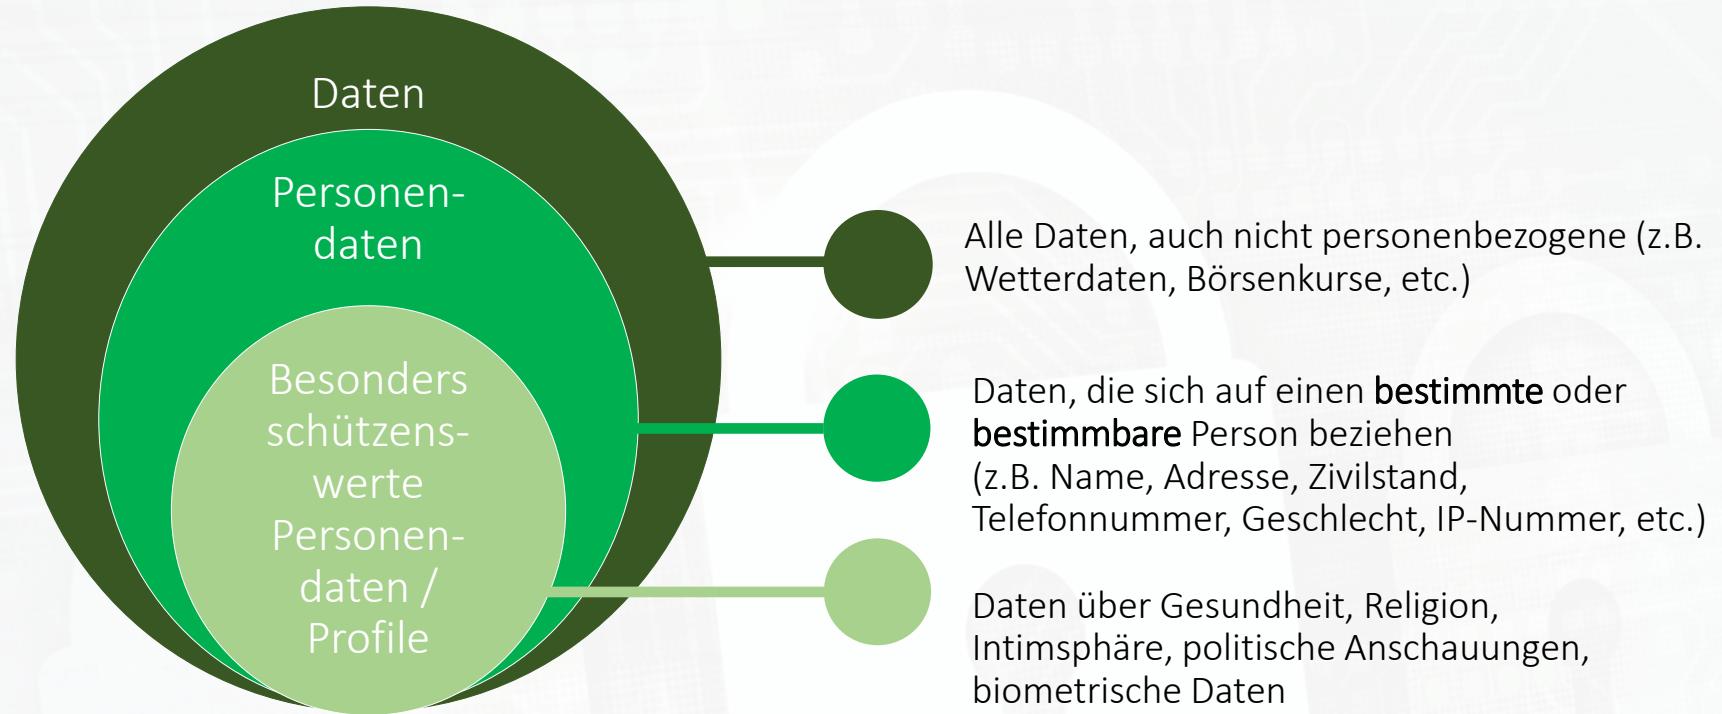 Daten
Personen-
daten
Besonders
schützens-
werte
Personen-
daten /
Profile
Alle Daten, auch nicht personenbezogene (z.B.
Wetterdaten, Börsenkurse, etc.)
Daten, die sich auf einen bestimmte oder
bestimmbare Person beziehen
(z.B. Name, Adresse, Zivilstand,
Telefonnummer, Geschlecht, IP-Nummer, etc.)
Daten über Gesundheit, Religion,
Intimsphäre, politische Anschauungen,
biometrische Daten